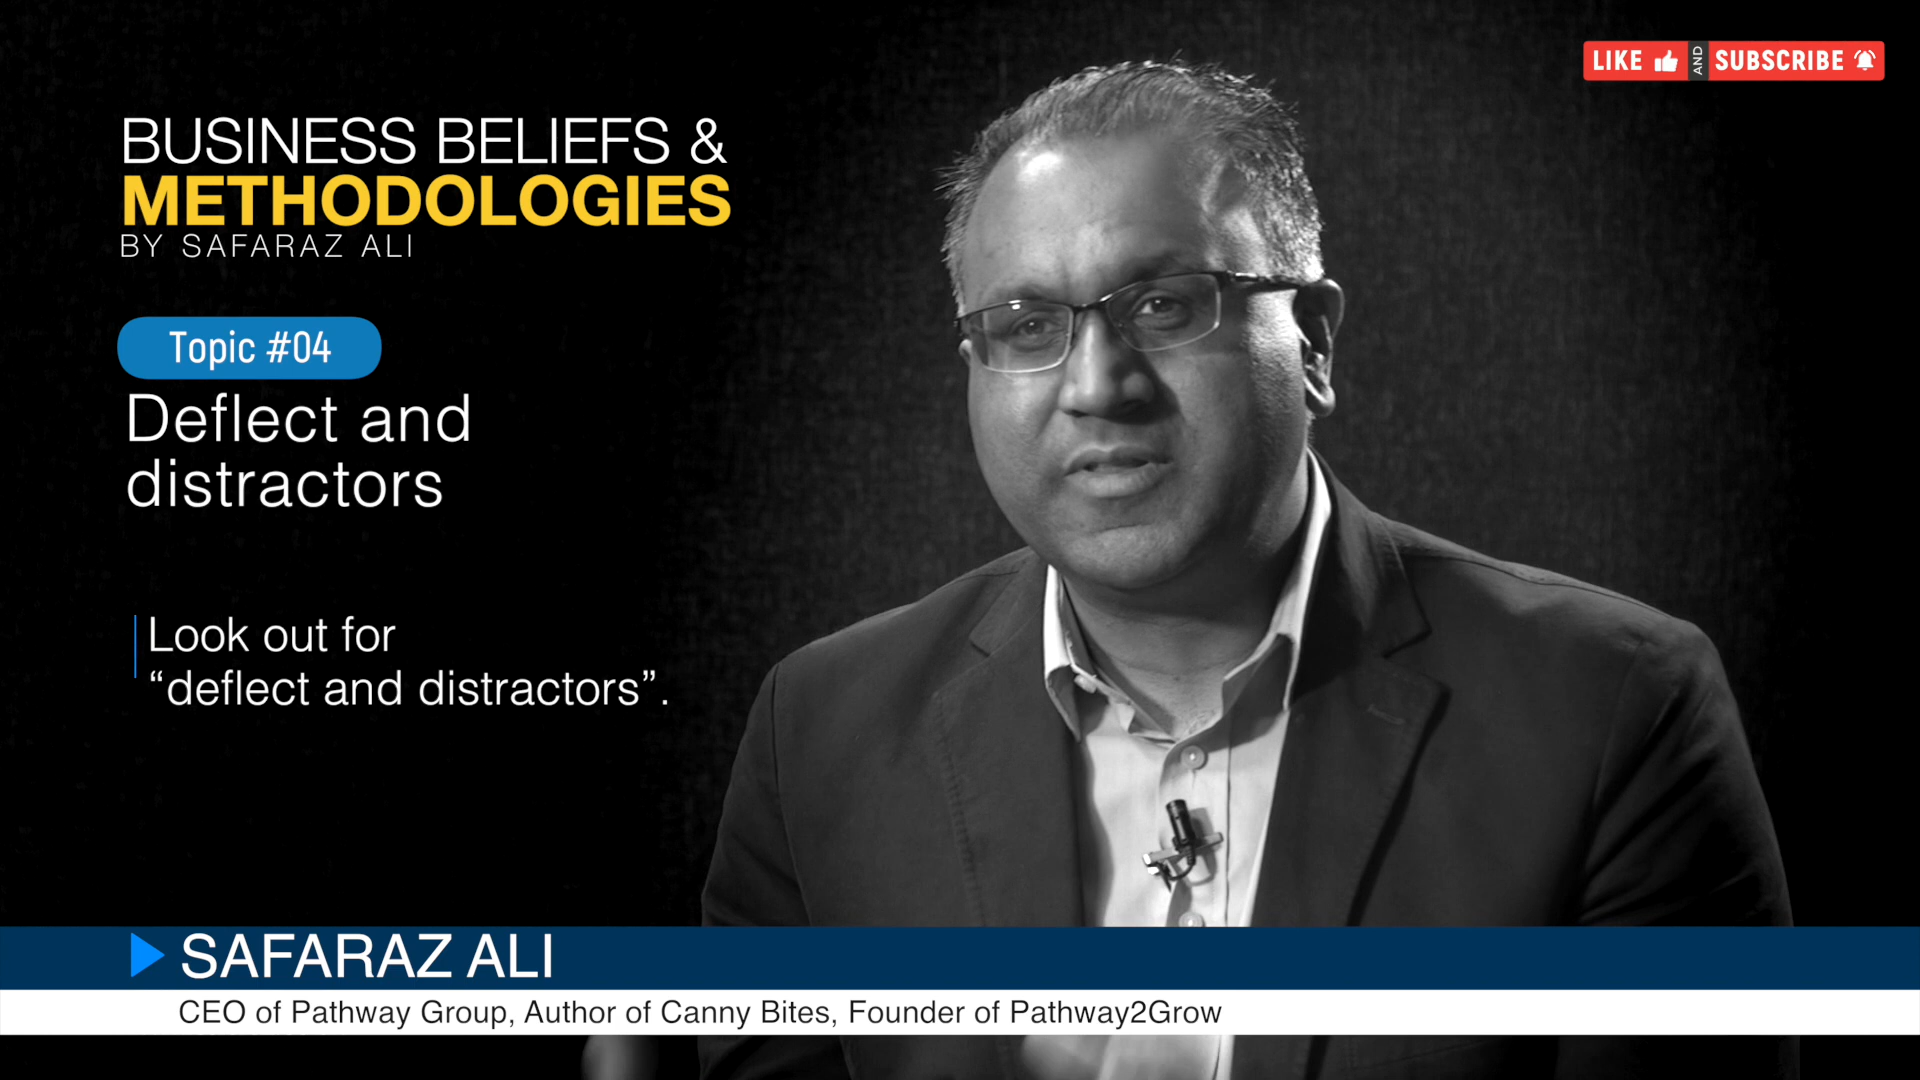 LIKE AND SUBSCRIBE
BUSINESS BELIEFS &
METHODOLOGIES
BY SAFARAZ ALI
Topic #04
Deflect and
distractors
Look out for
“deflect and distractors”.
SAFARAZ ALI
CEO of Pathway Group, Author of Canny Bites, Founder of Pathway2Grow